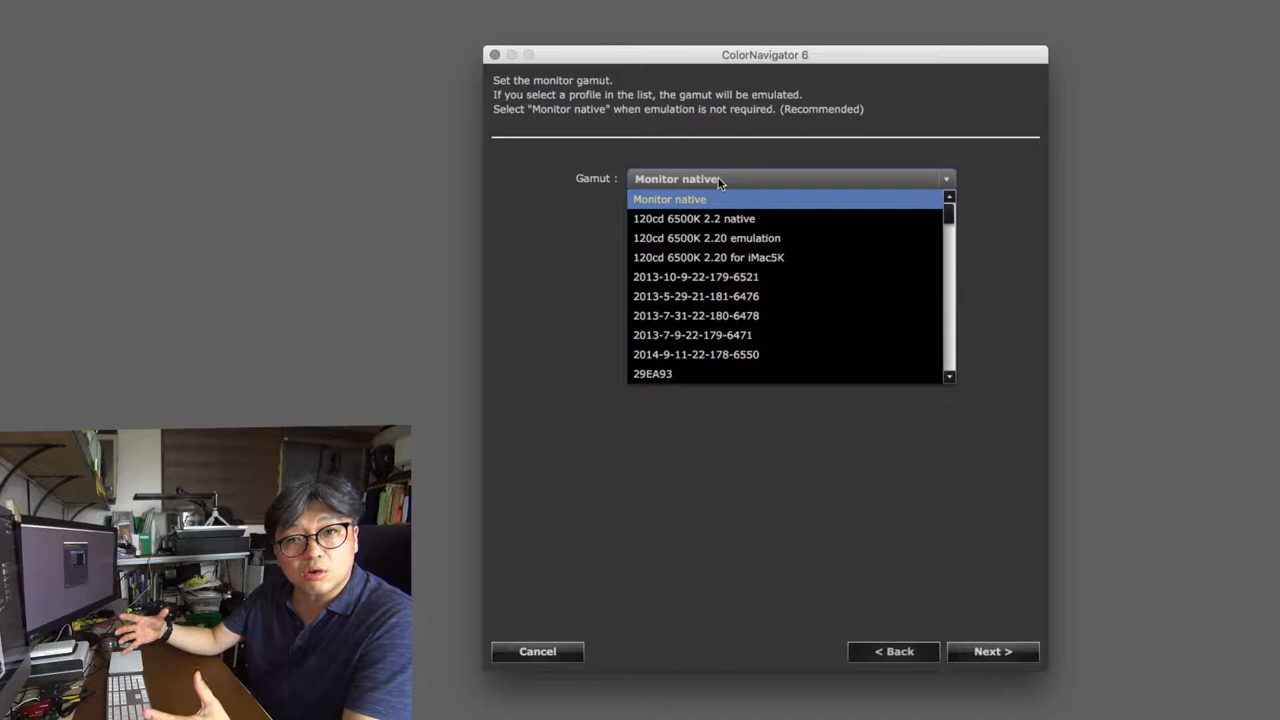 ColorNavigator 6
Set the monitor gamut.
If you select a profile in the list, the gamut will be emulated.
Select "Monitor native" when emulation is not required. (Recommended)
Gamut : Monitor native
Monitor native
120cd 6500K 2.2 native
120cd 6500K 2.20 emulation
120cd 6500K 2.20 for iMac5K
2013-10-9-22-179-6521
2013-5-29-21-181-6476
2013-7-31-22-180-6478
2013-7-9-22-179-6471
2014-9-11-22-178-6550
29EA93
Cancel < Back Next >